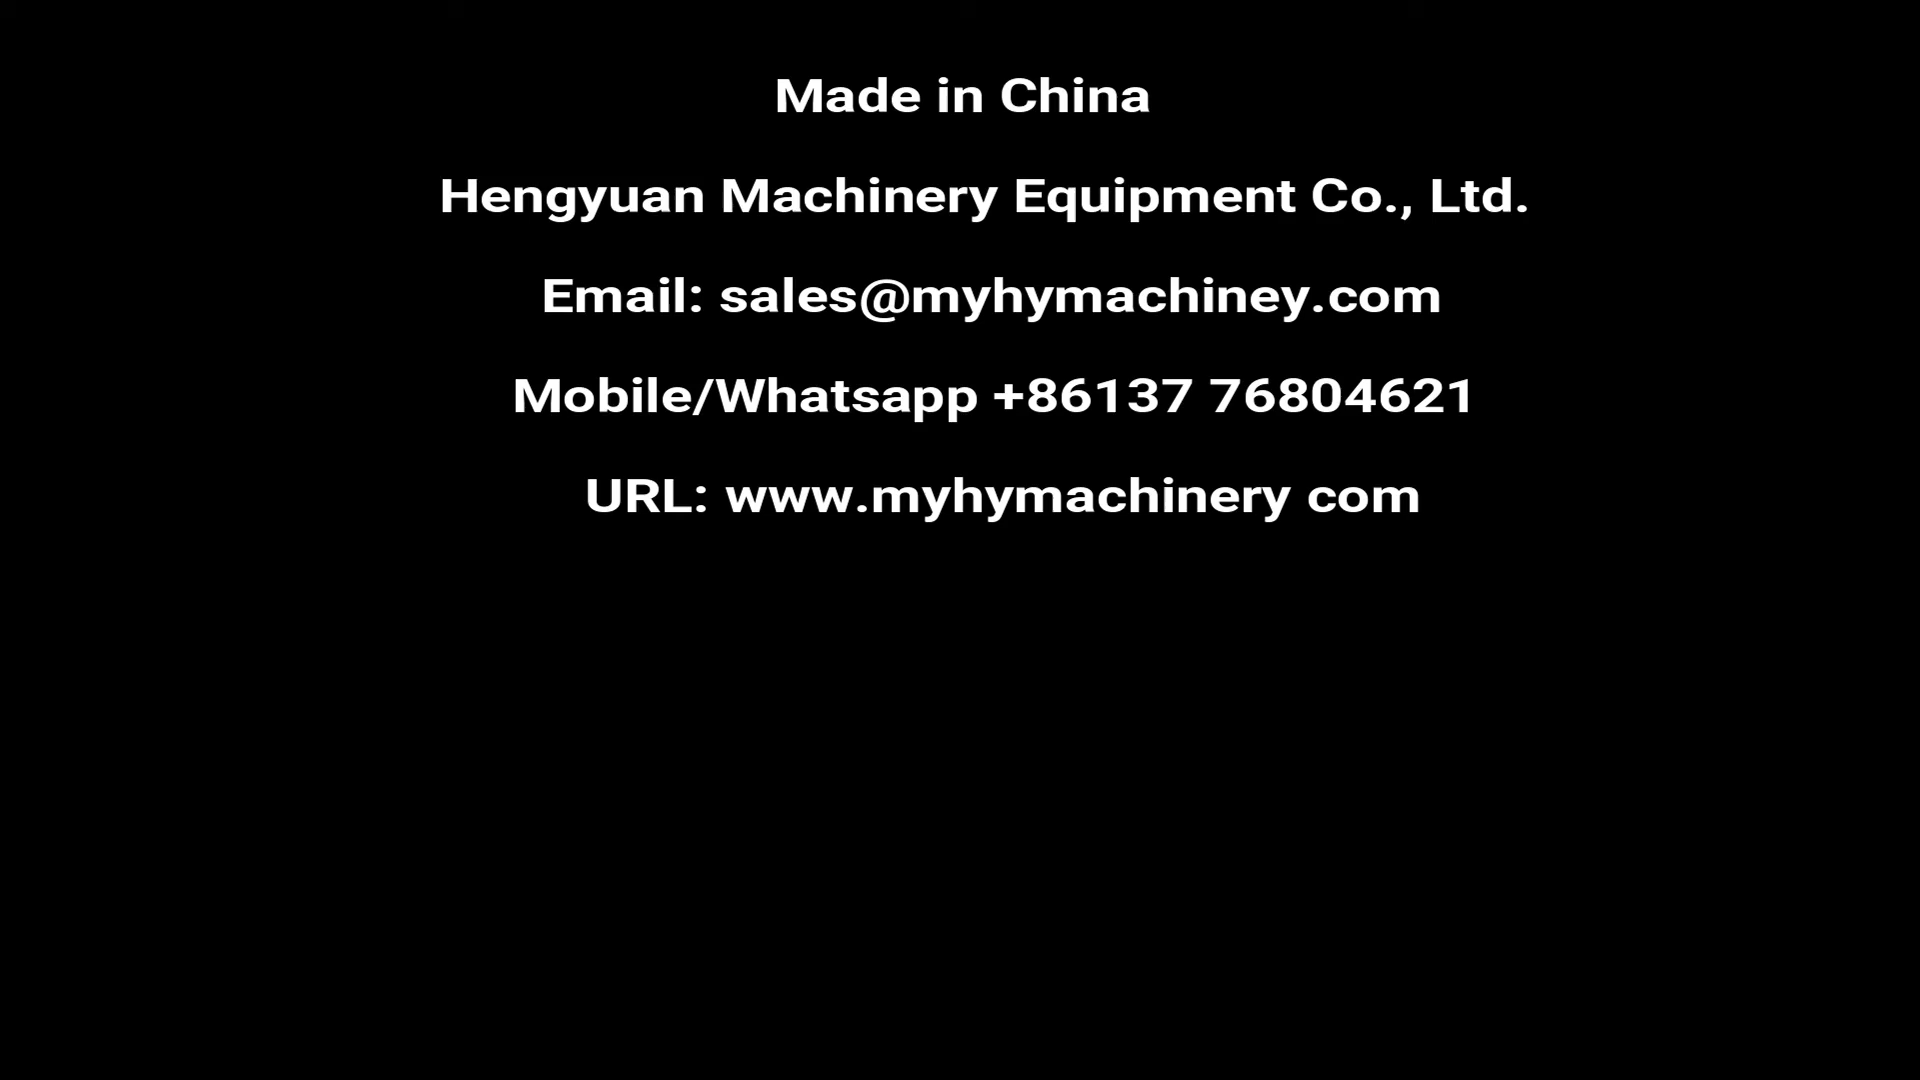 Made in China
Hengyuan Machinery Equipment Co., Ltd.
Email: sales@myhymachiney.com
Mobile/Whatsapp +86137 76804621
URL: www.myhymachinery com